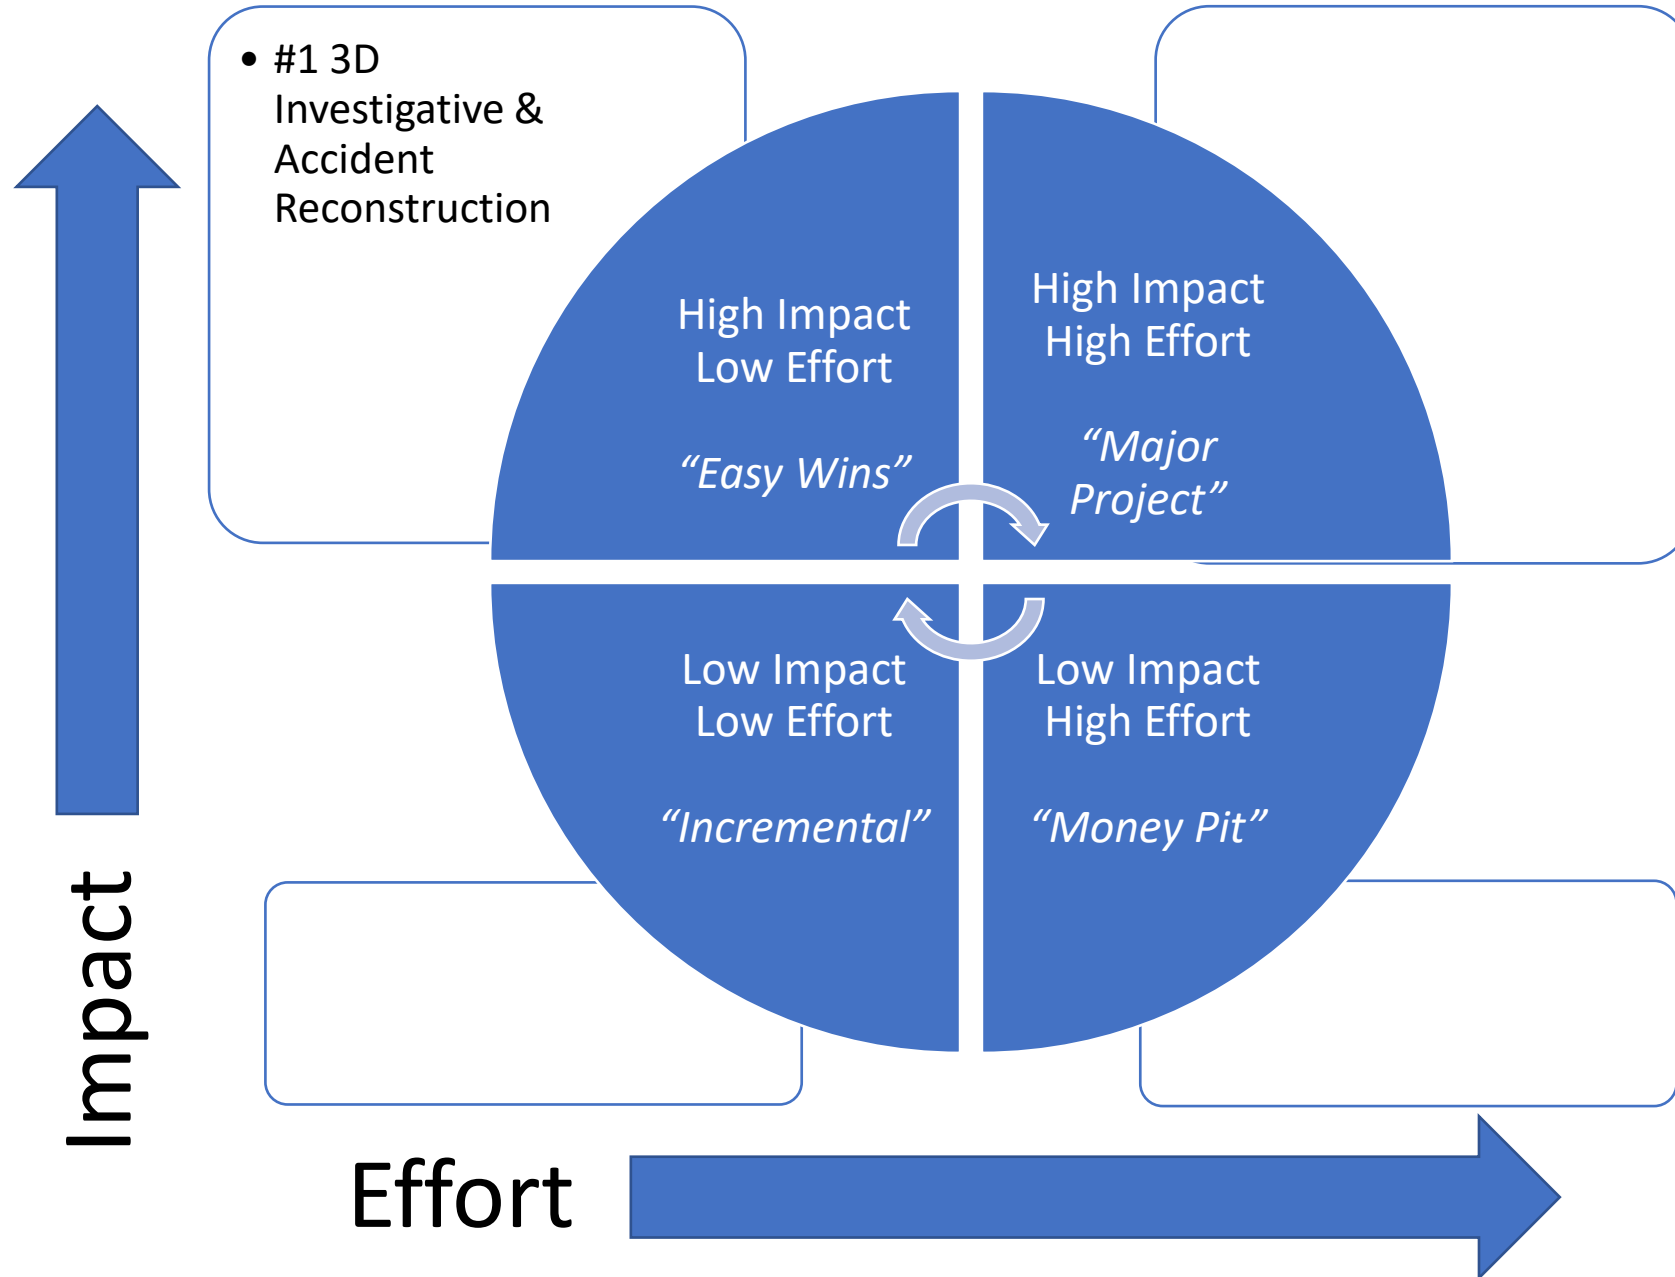 • #1 3D
Investigative &
Accident
Reconstruction
High Impact
Low Effort
“Easy Wins”
High Impact
High Effort
“Major
Project”
Low Impact
Low Effort
“Incremental”
Low Impact
High Effort
“Money Pit”
Impact
Effort